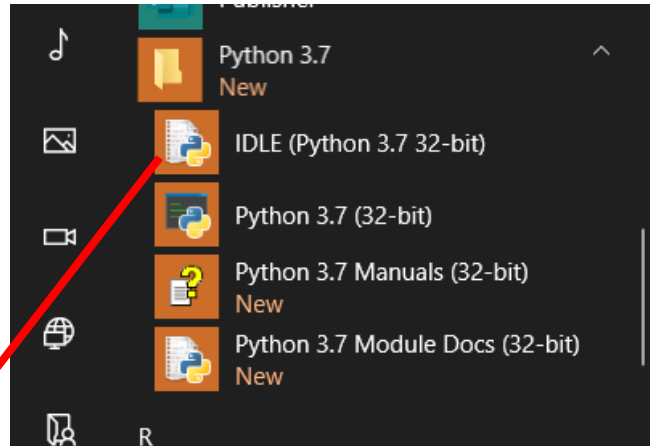 Publisher
Python 3.7
New
IDLE (Python 3.7 32-bit)
Python 3.7 (32-bit)
Python 3.7 Manuals (32-bit)
New
Python 3.7 Module Docs (32-bit)
New
R